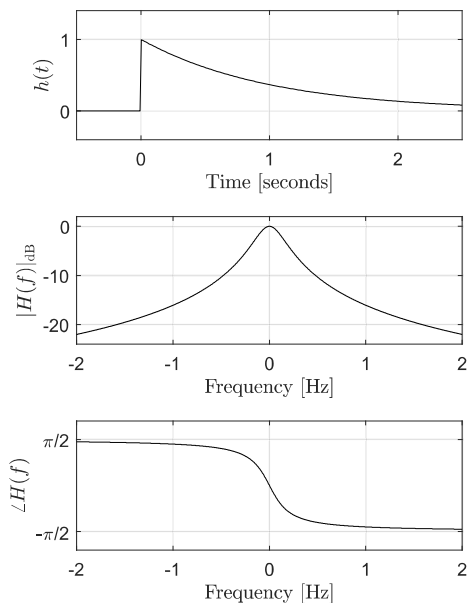 h(t)
1
0
0 1 2
Time [seconds]
|H(f)|dB
0
-10
-20
-2 -1 0 1 2
Frequency [Hz]
∠H(f)
π/2
-π/2
-2 -1 0 1 2
Frequency [Hz]